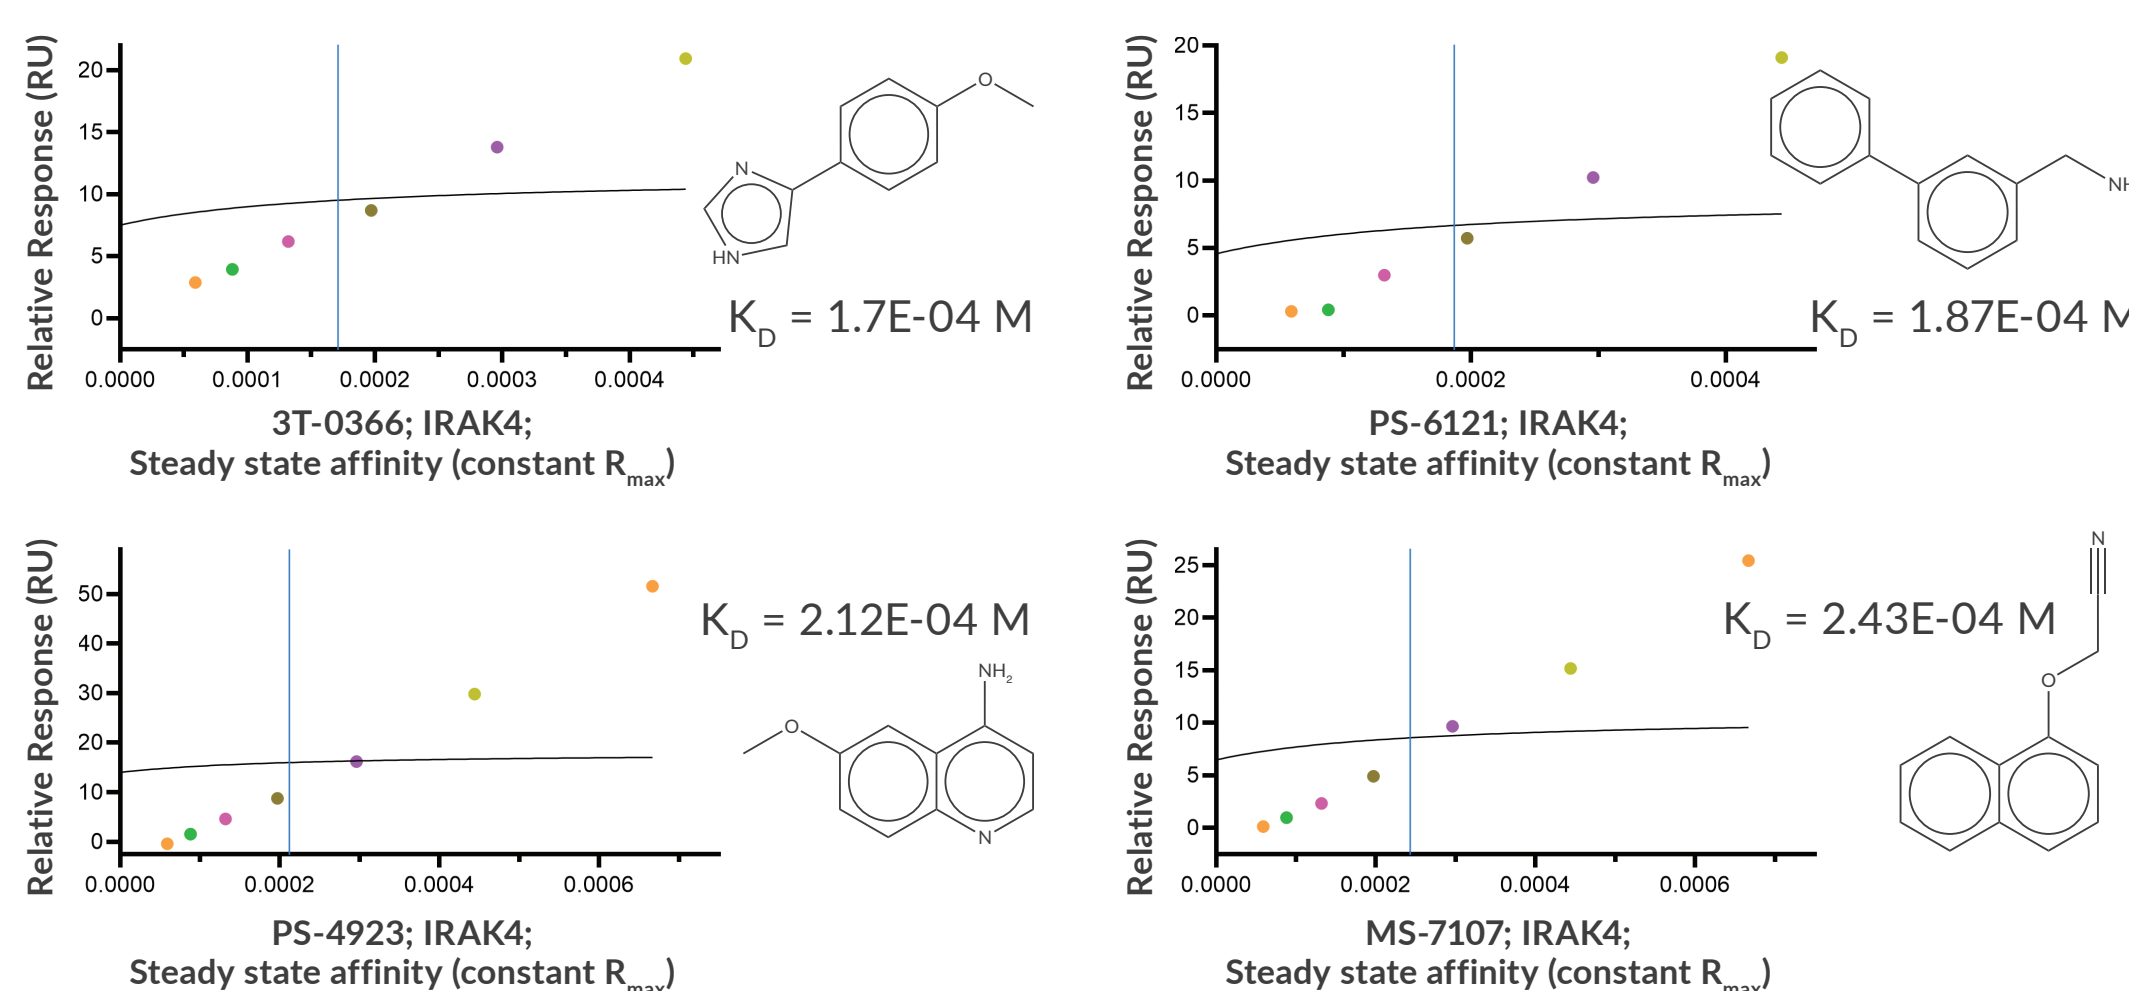 Relative Response (RU)
20
15
10
5
0
0.0000 0.0001 0.0002 0.0003 0.0004
3T-0366; IRAK4;
Steady state affinity (constant Rmax)
N
HN
O
KD = 1.7E-04 M
Relative Response (RU)
20
15
10
5
0
0.0000 0.0002 0.0004
PS-6121; IRAK4;
Steady state affinity (constant Rmax)
NH
KD = 1.87E-04 M
Relative Response (RU)
50
40
30
20
10
0
0.0000 0.0002 0.0004 0.0006
PS-4923; IRAK4;
Steady state affinity (constant Rmax)
KD = 2.12E-04 M
NH2
O
N
Relative Response (RU)
25
20
15
10
5
0
0.0000 0.0002 0.0004 0.0006
MS-7107; IRAK4;
Steady state affinity (constant Rmax)
N
KD = 2.43E-04 M
O